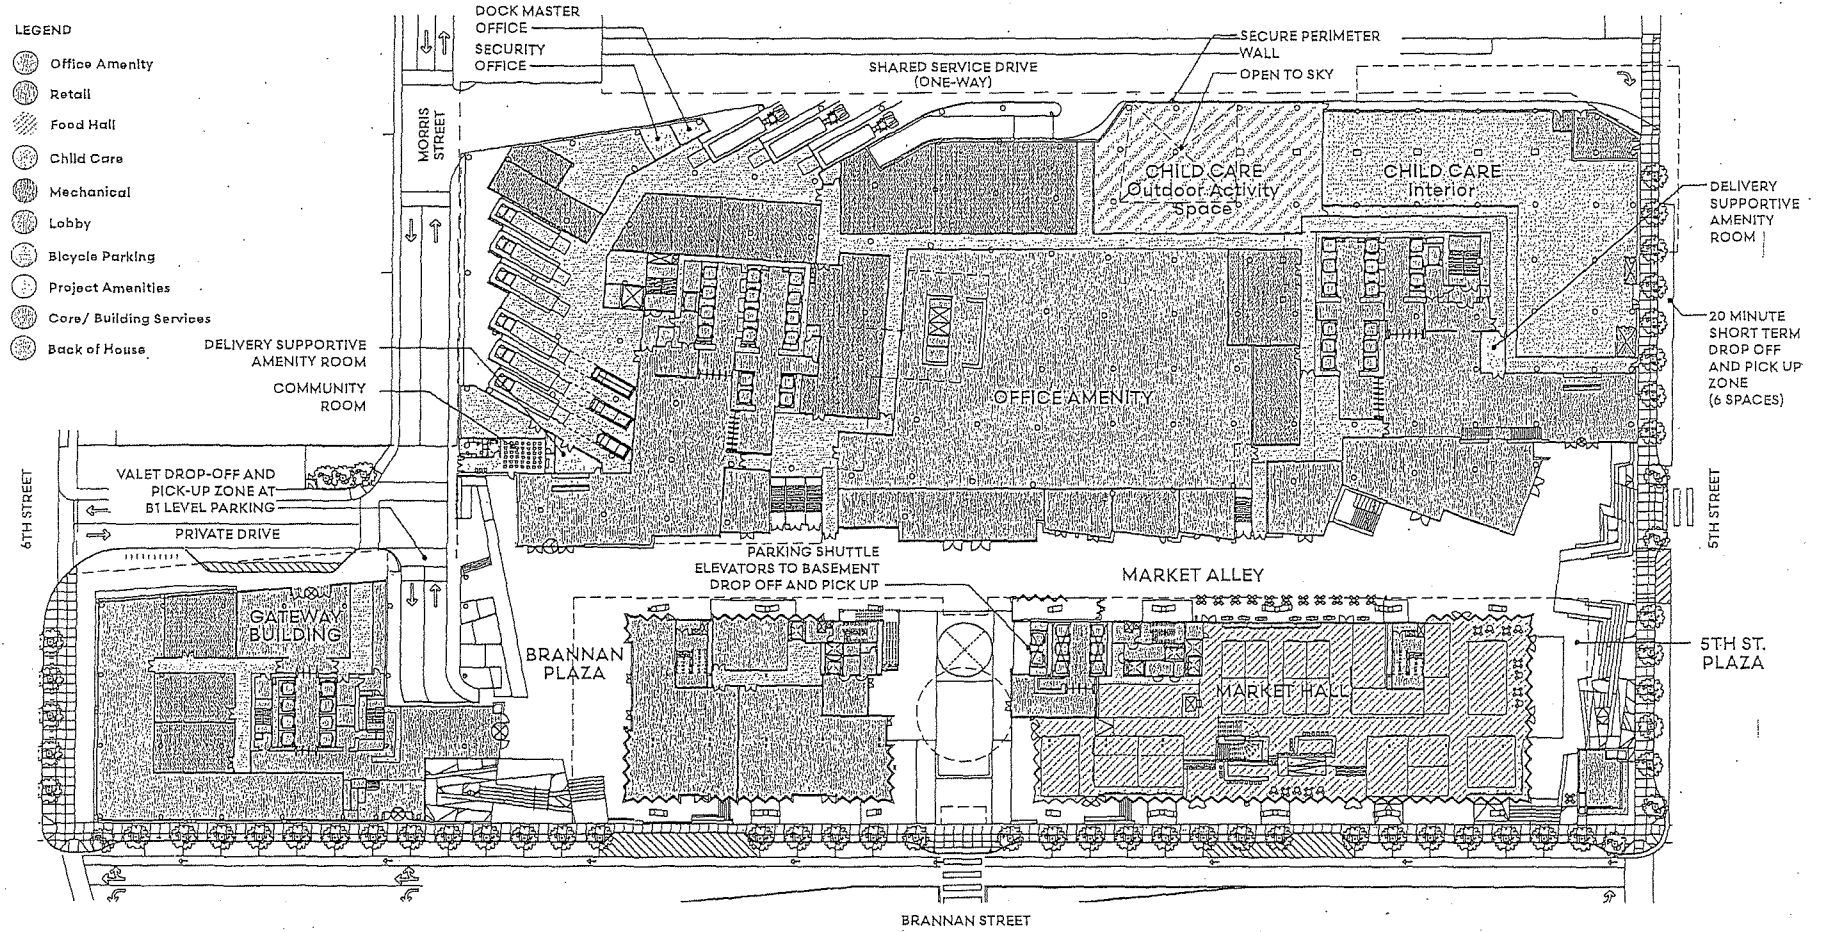 LEGEND
Office Amenity
Retail
Food Hall
Child Care
Mechanical
Lobby
Bicycle Parking
Project Amenities
Core/ Building Services
Back of House
DOCK MASTER
OFFICE
SECURITY
OFFICE
MORRIS
STREET
SHARED SERVICE DRIVE
(ONE-WAY)
SECURE PERIMETER
WALL
OPEN TO SKY
CHILD CARE
Outdoor Activity
Space
CHILD CARE
Interior
DELIVERY
SUPPORTIVE
AMENITY
ROOM
20 MINUTE
SHORT TERM
DROP OFF
AND PICK UP
ZONE
(6 SPACES)
DELIVERY SUPPORTIVE
AMENITY ROOM
COMMUNITY
ROOM
OFFICE AMENITY
VALET DROP-OFF AND
PICK-UP ZONE AT
B1 LEVEL PARKING
PRIVATE DRIVE
6TH STREET
5TH STREET
PARKING SHUTTLE
ELEVATORS TO BASEMENT
DROP OFF AND PICK UP
MARKET ALLEY
GATEWAY
BUILDING
BRANNAN
PLAZA
MARKET HALL
5TH ST.
PLAZA
BRANNAN STREET